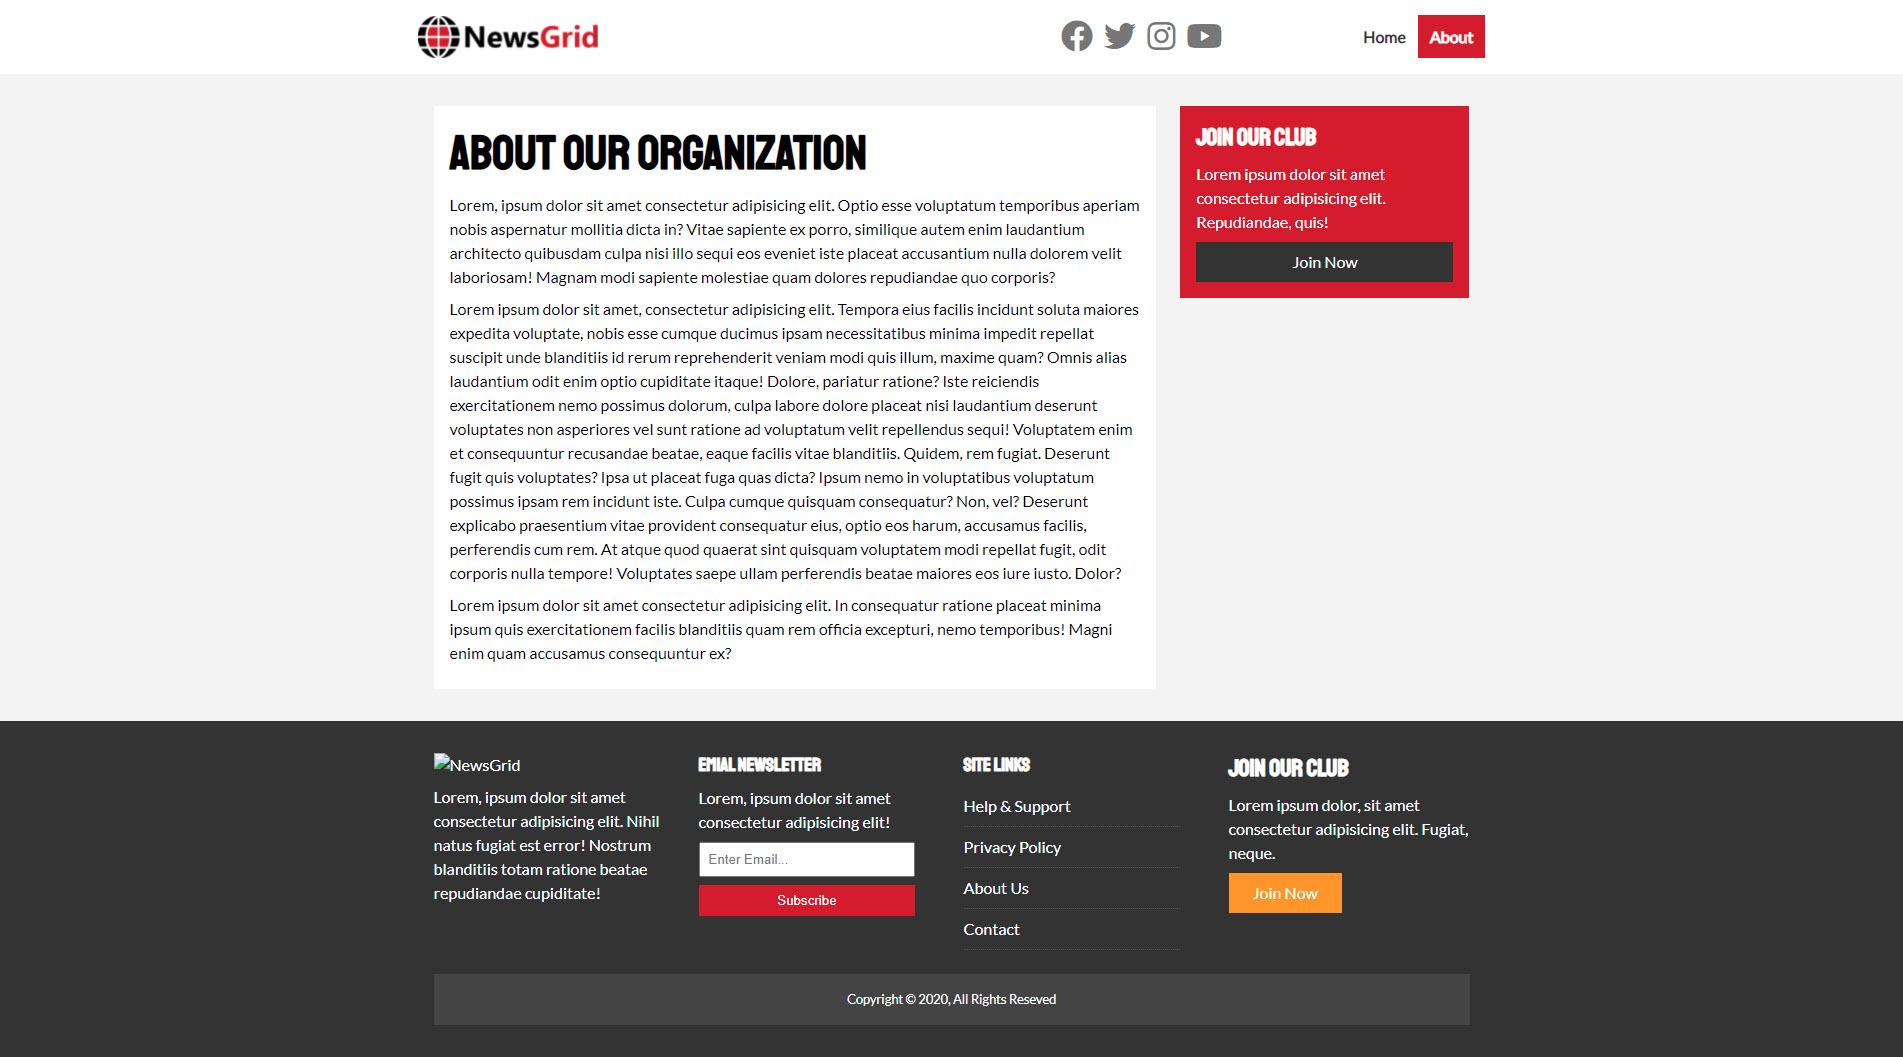 NewsGrid
Home
About
ABOUT OUR ORGANIZATION
Lorem, ipsum dolor sit amet consectetur adipisicing elit. Optio esse voluptatum temporibus aperiam
nobis aspernatur mollitia dicta in? Vitae sapiente ex porro, similique autem enim laudantium
architecto quibusdam culpa nisi illo sequi eos eveniet iste placeat accusantium nulla dolorem velit
laboriosam! Magnam modi sapiente molestiae quam dolores repudiandae quo corporis?
Lorem ipsum dolor sit amet, consectetur adipisicing elit. Tempora eius facilis incidunt soluta maiores
expedita voluptate, nobis esse cumque ducimus ipsam necessitatibus minima impedit repellat
suscipit unde blanditiis id rerum reprehenderit veniam modi quis illum, maxime quam? Omnis alias
laudantium odit enim optio cupiditate itaque! Dolore, pariatur ratione? Iste reiciendis
exercitationem nemo possimus dolorum, culpa labore dolore placeat nisi laudantium deserunt
voluptates non asperiores vel sunt ratione ad voluptatum velit repellendus sequi! Voluptatem enim
et consequuntur recusandae beatae, eaque facilis vitae blanditiis. Quidem, rem fugiat. Deserunt
fugit quis voluptates? Ipsa ut placeat fuga quas dicta? Ipsum nemo in voluptatibus voluptatum
possimus ipsam rem incidunt iste. Culpa cumque quisquam consequatur? Non, vel? Deserunt
explicabo praesentium vitae provident consequatur eius, optio eos harum, accusamus facilis,
perferendis cum rem. At atque quod quaerat sint quisquam voluptatem modi repellat fugit, odit
corporis nulla tempore! Voluptates saepe ullam perferendis beatae maiores eos iure iusto. Dolor?
Lorem ipsum dolor sit amet consectetur adipisicing elit. In consequatur ratione placeat minima
ipsum quis exercitationem facilis blanditiis quam rem officia excepturi, nemo temporibus! Magni
enim quam accusamus consequuntur ex?
JOIN OUR CLUB
Lorem ipsum dolor sit amet
consectetur adipisicing elit.
Repudiandae, quis!
Join Now
NewsGrid
Lorem, ipsum dolor sit amet
consectetur adipisicing elit. Nihil
natus fugiat est error! Nostrum
blanditiis totam ratione beatae
repudiandae cupiditate!
EMIAL NEWSLETTER
Lorem, ipsum dolor sit amet
consectetur adipisicing elit!
Enter Email...
Subscribe
SITE LINKS
Help & Support
Privacy Policy
About Us
Contact
JOIN OUR CLUB
Lorem ipsum dolor, sit amet
consectetur adipisicing elit. Fugiat,
neque.
Join Now
Copyright © 2020, All Rights Reseved